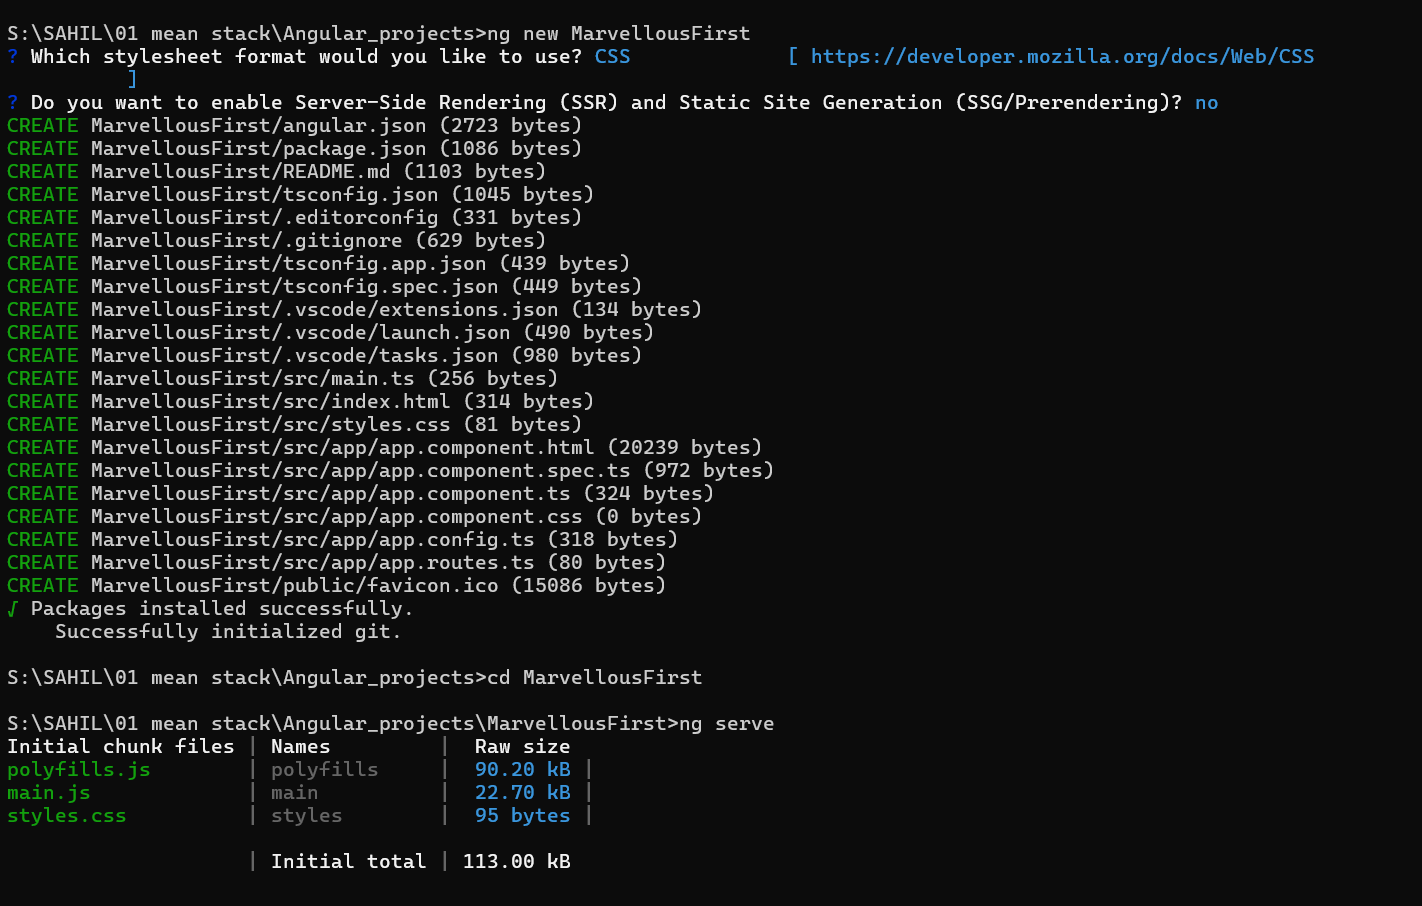 S:\SAHIL\01 mean stack\Angular_projects>ng new MarvellousFirst
? Which stylesheet format would you like to use? CSS             [ https://developer.mozilla.org/docs/Web/CSS
          ]
? Do you want to enable Server-Side Rendering (SSR) and Static Site Generation (SSG/Prerendering)? no
CREATE MarvellousFirst/angular.json (2723 bytes)
CREATE MarvellousFirst/package.json (1086 bytes)
CREATE MarvellousFirst/README.md (1103 bytes)
CREATE MarvellousFirst/tsconfig.json (1045 bytes)
CREATE MarvellousFirst/.editorconfig (331 bytes)
CREATE MarvellousFirst/.gitignore (629 bytes)
CREATE MarvellousFirst/tsconfig.app.json (439 bytes)
CREATE MarvellousFirst/tsconfig.spec.json (449 bytes)
CREATE MarvellousFirst/.vscode/extensions.json (134 bytes)
CREATE MarvellousFirst/.vscode/launch.json (490 bytes)
CREATE MarvellousFirst/.vscode/tasks.json (980 bytes)
CREATE MarvellousFirst/src/main.ts (256 bytes)
CREATE MarvellousFirst/src/index.html (314 bytes)
CREATE MarvellousFirst/src/styles.css (81 bytes)
CREATE MarvellousFirst/src/app/app.component.html (20239 bytes)
CREATE MarvellousFirst/src/app/app.component.spec.ts (972 bytes)
CREATE MarvellousFirst/src/app/app.component.ts (324 bytes)
CREATE MarvellousFirst/src/app/app.component.css (0 bytes)
CREATE MarvellousFirst/src/app/app.config.ts (318 bytes)
CREATE MarvellousFirst/src/app/app.routes.ts (80 bytes)
CREATE MarvellousFirst/public/favicon.ico (15086 bytes)
√ Packages installed successfully.
    Successfully initialized git.
S:\SAHIL\01 mean stack\Angular_projects>cd MarvellousFirst
S:\SAHIL\01 mean stack\Angular_projects\MarvellousFirst>ng serve
Initial chunk files | Names         |  Raw size
polyfills.js        | polyfills     |  90.20 kB |
main.js             | main          |  22.70 kB |
styles.css          | styles        |  95 bytes |
                    | Initial total | 113.00 kB